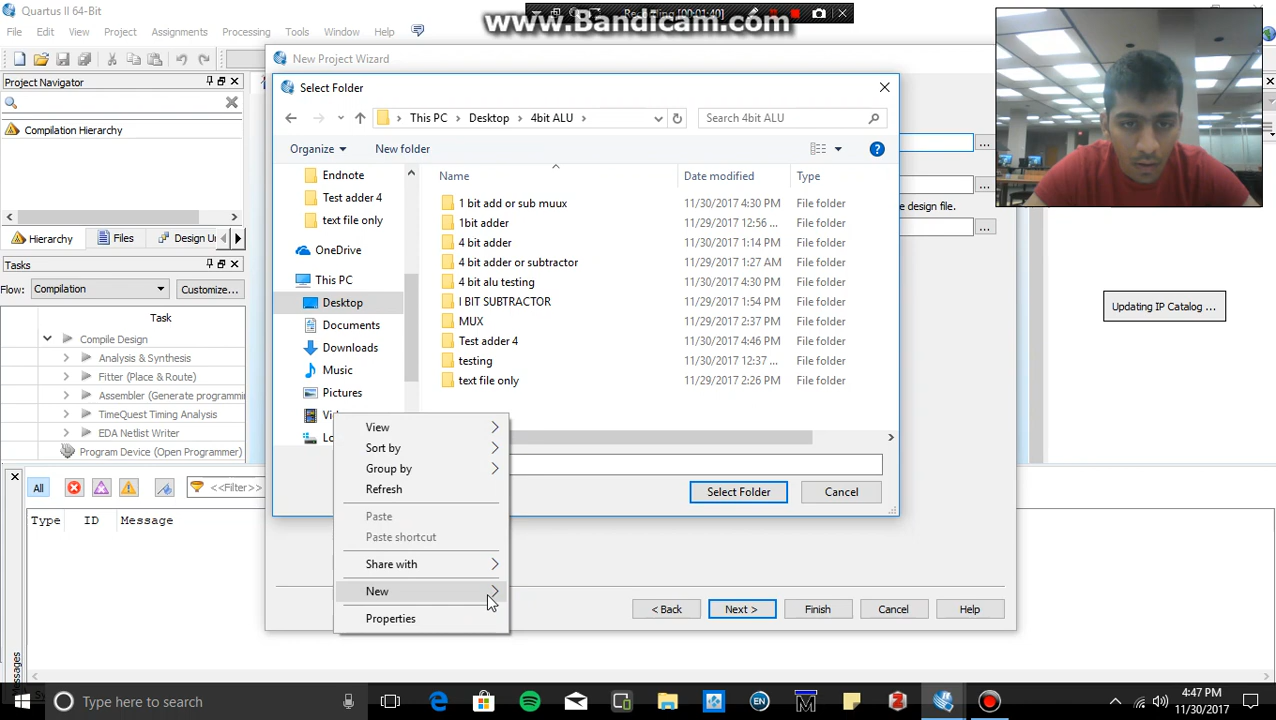 Quartus II 64-Bit
Recording [00:01:40]
www.Bandicam.com
File Edit View Project Assignments Processing Tools Window Help
Project Navigator
Compilation Hierarchy
Hierarchy Files Design Un
Tasks
Flow: Compilation Customize...
Task
Compile Design
Analysis & Synthesis
Fitter (Place & Route)
Assembler (Generate programmi
TimeQuest Timing Analysis
EDA Netlist Writer
Program Device (Open Programmer)
All <<Filter>>
Type ID Message
Messages
New Project Wizard
Select Folder
This PC > Desktop > 4bit ALU >
Search 4bit ALU
Organize New folder
Endnote
Test adder 4
text file only
OneDrive
This PC
Desktop
Documents
Downloads
Music
Pictures
Name Date modified Type
1 bit add or sub muux 11/30/2017 4:30 PM File folder
1bit adder 11/29/2017 12:56 ... File folder
4 bit adder 11/30/2017 1:14 PM File folder
4 bit adder or subtractor 11/29/2017 1:27 AM File folder
4 bit alu testing 11/30/2017 4:30 PM File folder
I BIT SUBTRACTOR 11/29/2017 1:54 PM File folder
MUX 11/29/2017 2:37 PM File folder
Test adder 4 11/30/2017 4:46 PM File folder
testing 11/30/2017 12:37 ... File folder
text file only 11/29/2017 2:26 PM File folder
View
Sort by
Group by
Refresh
Paste
Paste shortcut
Share with
New
Properties
Select Folder Cancel
...
e design file.
...
...
< Back Next > Finish Cancel Help
Updating IP Catalog ...
Type here to search
EN
4:47 PM
11/30/2017